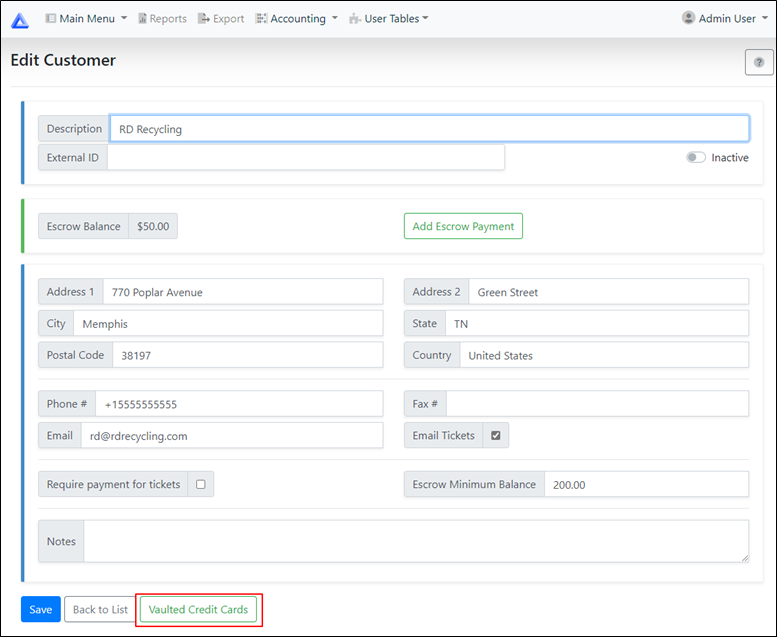 Main Menu Reports Export Accounting User Tables Admin User
Edit Customer
?
Description RD Recycling
External ID Inactive
Escrow Balance $50.00 Add Escrow Payment
Address 1 770 Poplar Avenue Address 2 Green Street
City Memphis State TN
Postal Code 38197 Country United States
Phone # +15555555555 Fax #
Email rd@rdrecycling.com Email Tickets
Require payment for tickets Escrow Minimum Balance 200.00
Notes
Save Back to List Vaulted Credit Cards